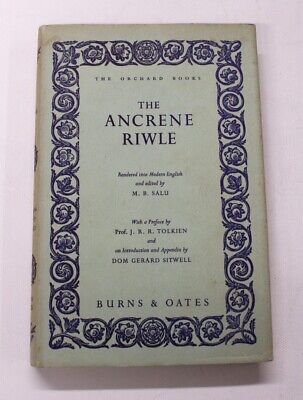 THE ORCHARD BOOKS
THE
ANCRENE
RIWLE
Rendered into Modern English
and edited by
M. B. SALU
With a Preface by
Prof. J. R. R. TOLKIEN
and
an Introduction and Appendix by
DOM GERARD SITWELL
BURNS & OATES